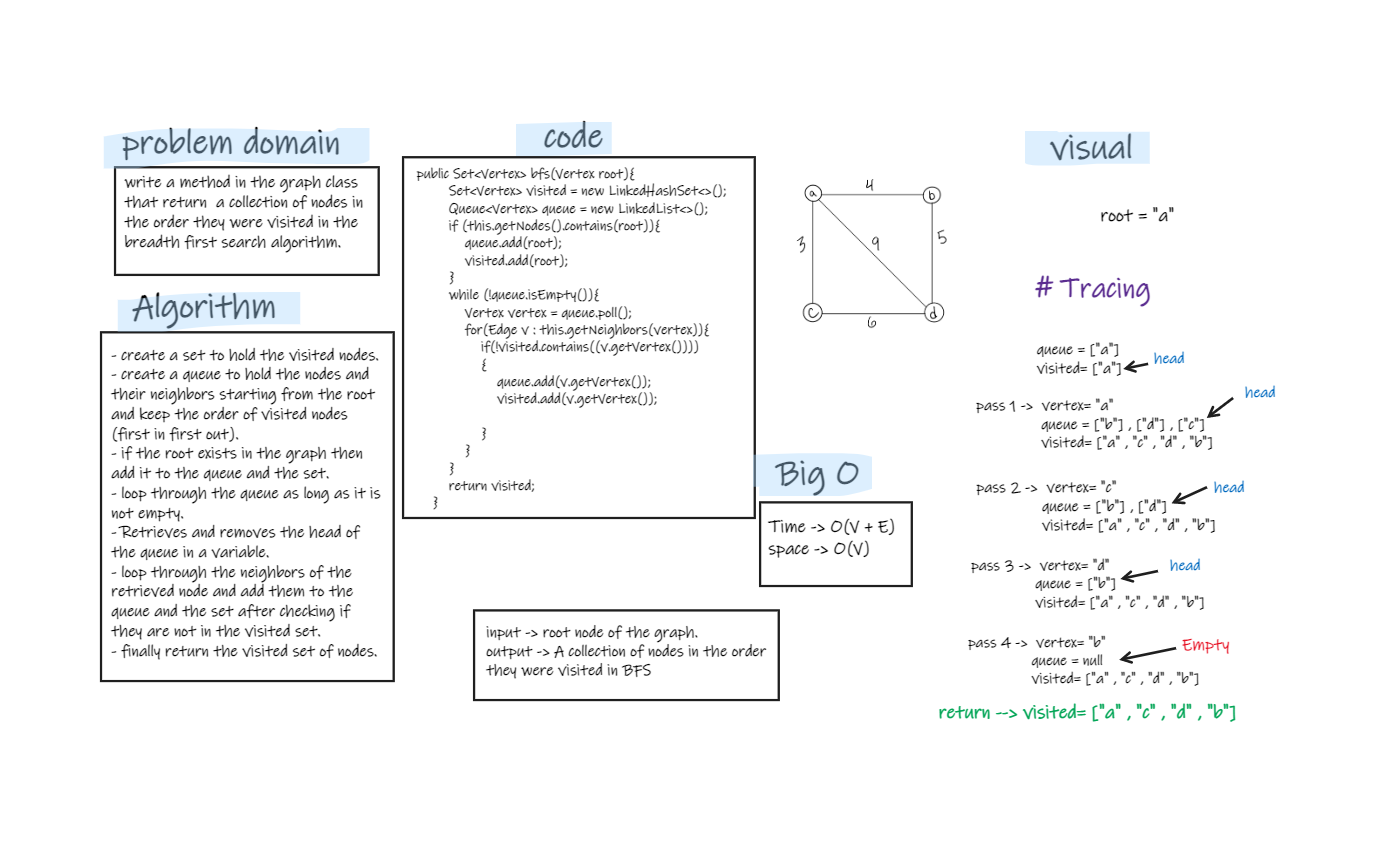 problem domain
write a method in the graph class
that return a collection of nodes in
the order they were visited in the
breadth first search algorithm.
Algorithm
- create a set to hold the visited nodes.
- create a queue to hold the nodes and
their neighbors starting from the root
and keep the order of visited nodes
(first in first out).
- if the root exists in the graph then
add it to the queue and the set.
- loop through the queue as long as it is
not empty.
- Retrieves and removes the head of
the queue in a variable.
- loop through the neighbors of the
retrieved node and add them to the
queue and the set after checking if
they are not in the visited set.
- finally return the visited set of nodes.
code
public Set<Vertex> bfs(Vertex root){
Set<Vertex> visited = new LinkedHashSet<>();
Queue<Vertex> queue = new LinkedList<>();
if (this.getNodes().contains(root)){
queue.add(root);
visited.add(root);
}
while (!queue.isEmpty()){
Vertex vertex = queue.poll();
for(Edge v : this.getNeighbors(vertex)){
if(!visited.contains((v.getVertex())))
{
queue.add(v.getVertex());
visited.add(v.getVertex());
}
}
}
return visited;
}
input -> root node of the graph.
output -> A collection of nodes in the order
they were visited in BFS
Big O
Time -> O(V + E)
space -> O(V)
a 4 b
3 9 5
c 6 d
visual
root = "a"
# Tracing
queue = ["a"]
visited= ["a"] head
pass 1 -> vertex= "a" head
queue = ["b"] , ["d"] , ["c"]
visited= ["a" , "c" , "d" , "b"]
pass 2 -> vertex= "c" head
queue = ["b"] , ["d"]
visited= ["a" , "c" , "d" , "b"]
pass 3 -> vertex= "d" head
queue = ["b"]
visited= ["a" , "c" , "d" , "b"]
pass 4 -> vertex= "b" Empty
queue = null
visited= ["a" , "c" , "d" , "b"]
return --> visited= ["a" , "c" , "d" , "b"]